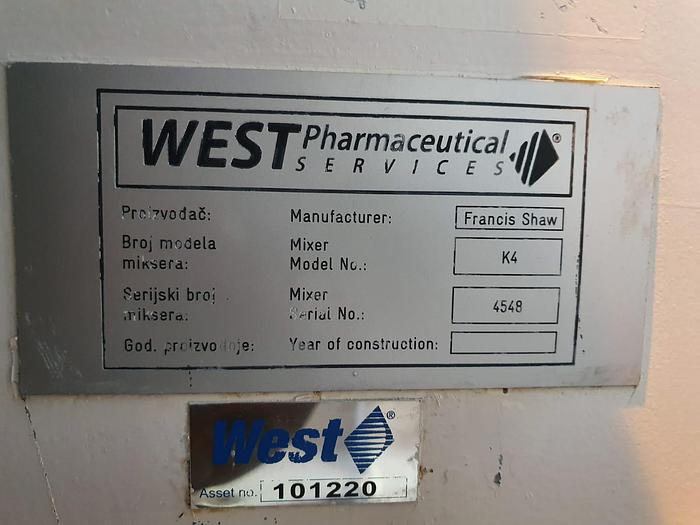 WEST Pharmaceutical
SERVICES ®
Proizvođač: Manufacturer: Francis Shaw
Broj modela Mixer
miksera: Model No.: K4
Serijski broj Mixer
miksera: Serial No.: 4548
God. proizvodnje: Year of construction:
West ®
Asset no. 101220